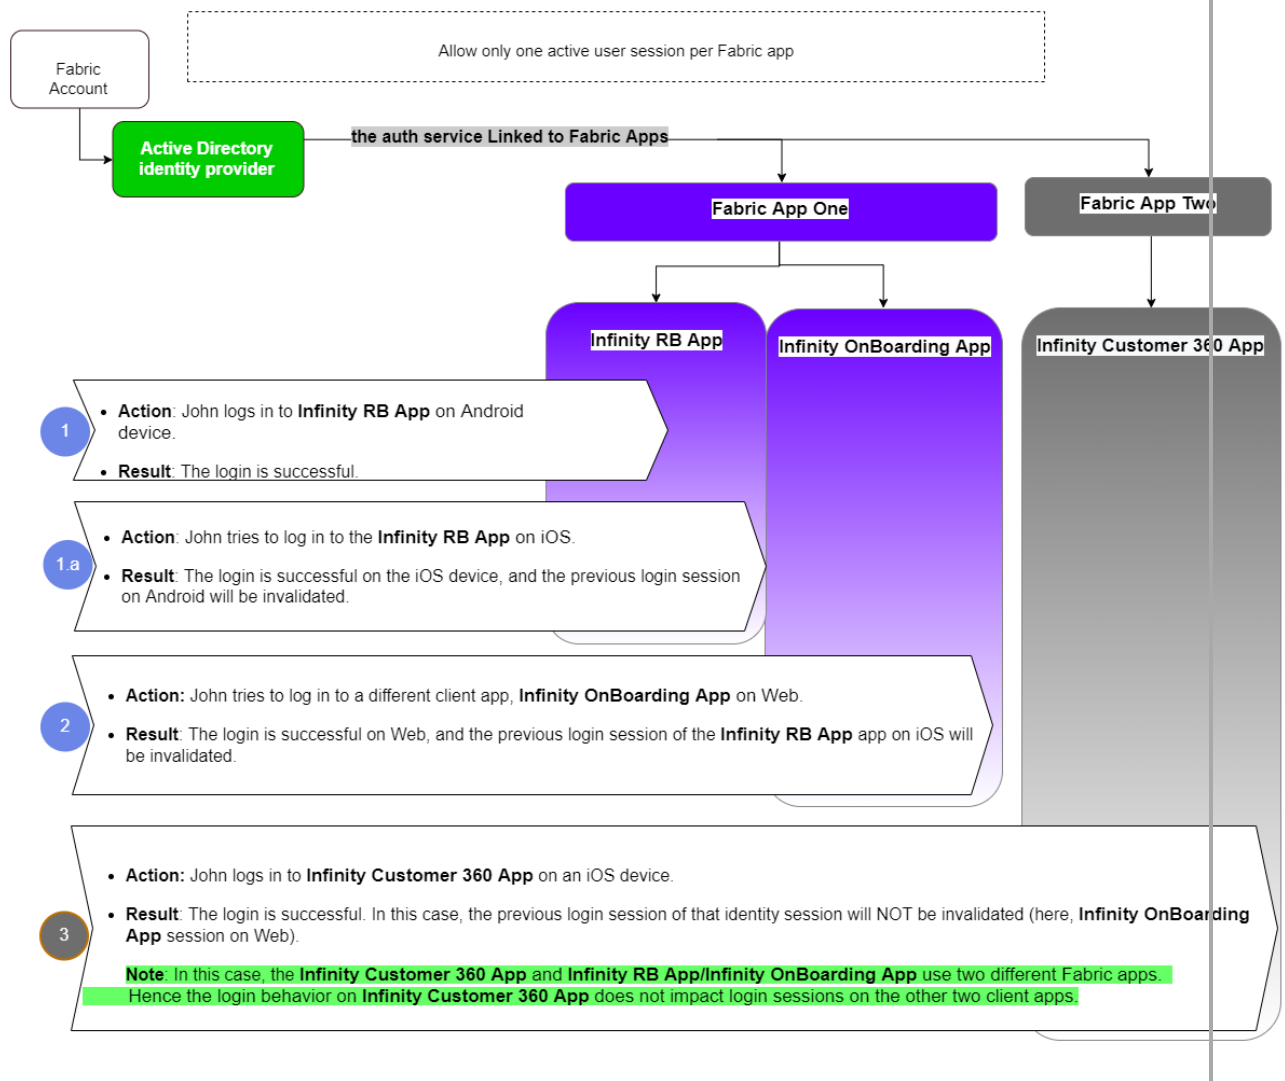 Allow only one active user session per Fabric app
Fabric
Account
Active Directory
identity provider
the auth service Linked to Fabric Apps
Fabric App One
Fabric App Two
Infinity RB App
Infinity OnBoarding App
Infinity Customer 360 App
1
• Action: John logs in to Infinity RB App on Android
device.
• Result: The login is successful.
1.a
• Action: John tries to log in to the Infinity RB App on iOS.
• Result: The login is successful on the iOS device, and the previous login session
on Android will be invalidated.
2
• Action: John tries to log in to a different client app, Infinity OnBoarding App on Web.
• Result: The login is successful on Web, and the previous login session of the Infinity RB App app on iOS will
be invalidated.
3
• Action: John logs in to Infinity Customer 360 App on an iOS device.
• Result: The login is successful. In this case, the previous login session of that identity session will NOT be invalidated (here, Infinity OnBoarding
App session on Web).
Note: In this case, the Infinity Customer 360 App and Infinity RB App/Infinity OnBoarding App use two different Fabric apps.
Hence the login behavior on Infinity Customer 360 App does not impact login sessions on the other two client apps.